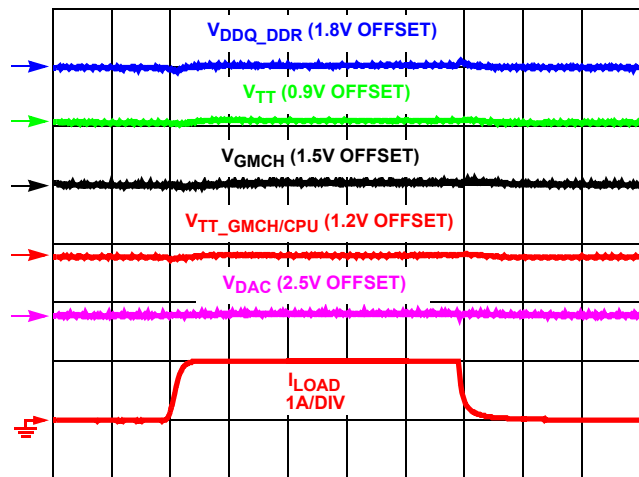 VDDQ_DDR (1.8V OFFSET)
VTT (0.9V OFFSET)
VGMCH (1.5V OFFSET)
VTT_GMCH/CPU (1.2V OFFSET)
VDAC (2.5V OFFSET)
ILOAD
1A/DIV